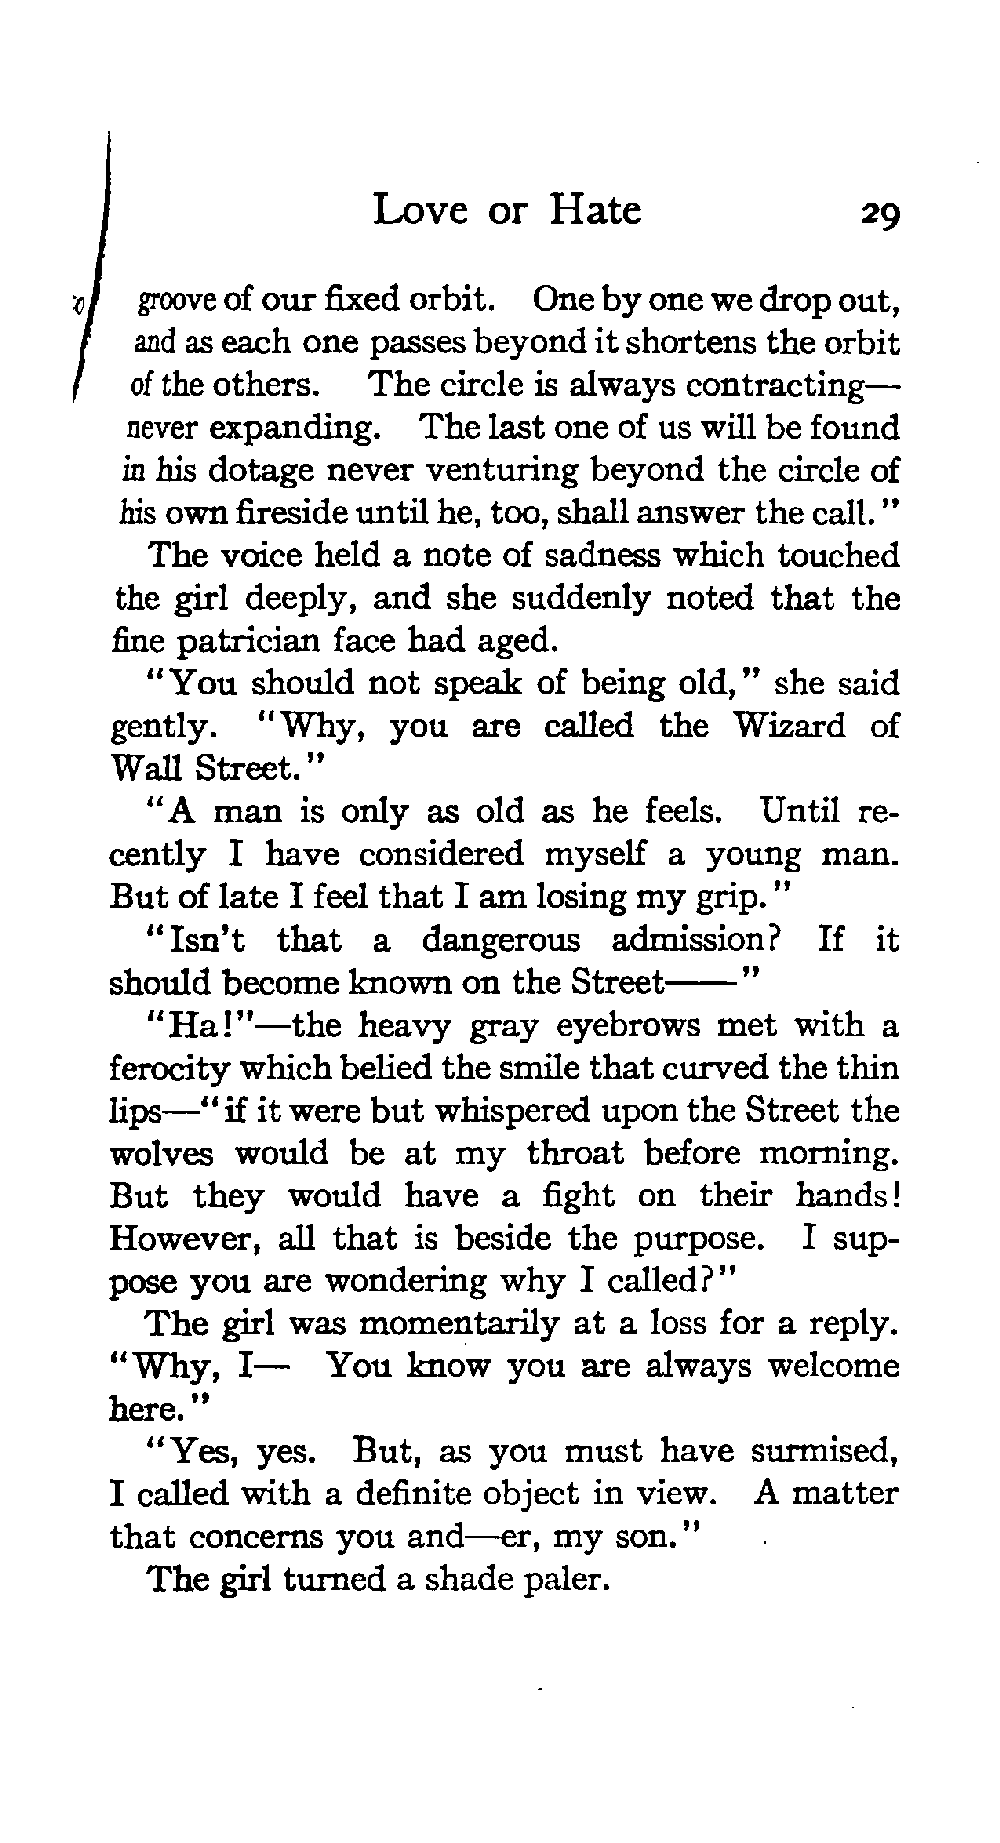 Love or Hate 29
groove of our fixed orbit. One by one we drop out,
and as each one passes beyond it shortens the orbit
of the others. The circle is always contracting—
never expanding. The last one of us will be found
in his dotage never venturing beyond the circle of
his own fireside until he, too, shall answer the call."
The voice held a note of sadness which touched
the girl deeply, and she suddenly noted that the
fine patrician face had aged.
"You should not speak of being old," she said
gently. "Why, you are called the Wizard of
Wall Street."
"A man is only as old as he feels. Until re-
cently I have considered myself a young man.
But of late I feel that I am losing my grip."
"Isn't that a dangerous admission? If it
should become known on the Street——"
"Ha!"—the heavy gray eyebrows met with a
ferocity which belied the smile that curved the thin
lips—"if it were but whispered upon the Street the
wolves would be at my throat before morning.
But they would have a fight on their hands!
However, all that is beside the purpose. I sup-
pose you are wondering why I called?"
The girl was momentarily at a loss for a reply.
"Why, I— You know you are always welcome
here."
"Yes, yes. But, as you must have surmised,
I called with a definite object in view. A matter
that concerns you and—er, my son."
The girl turned a shade paler.